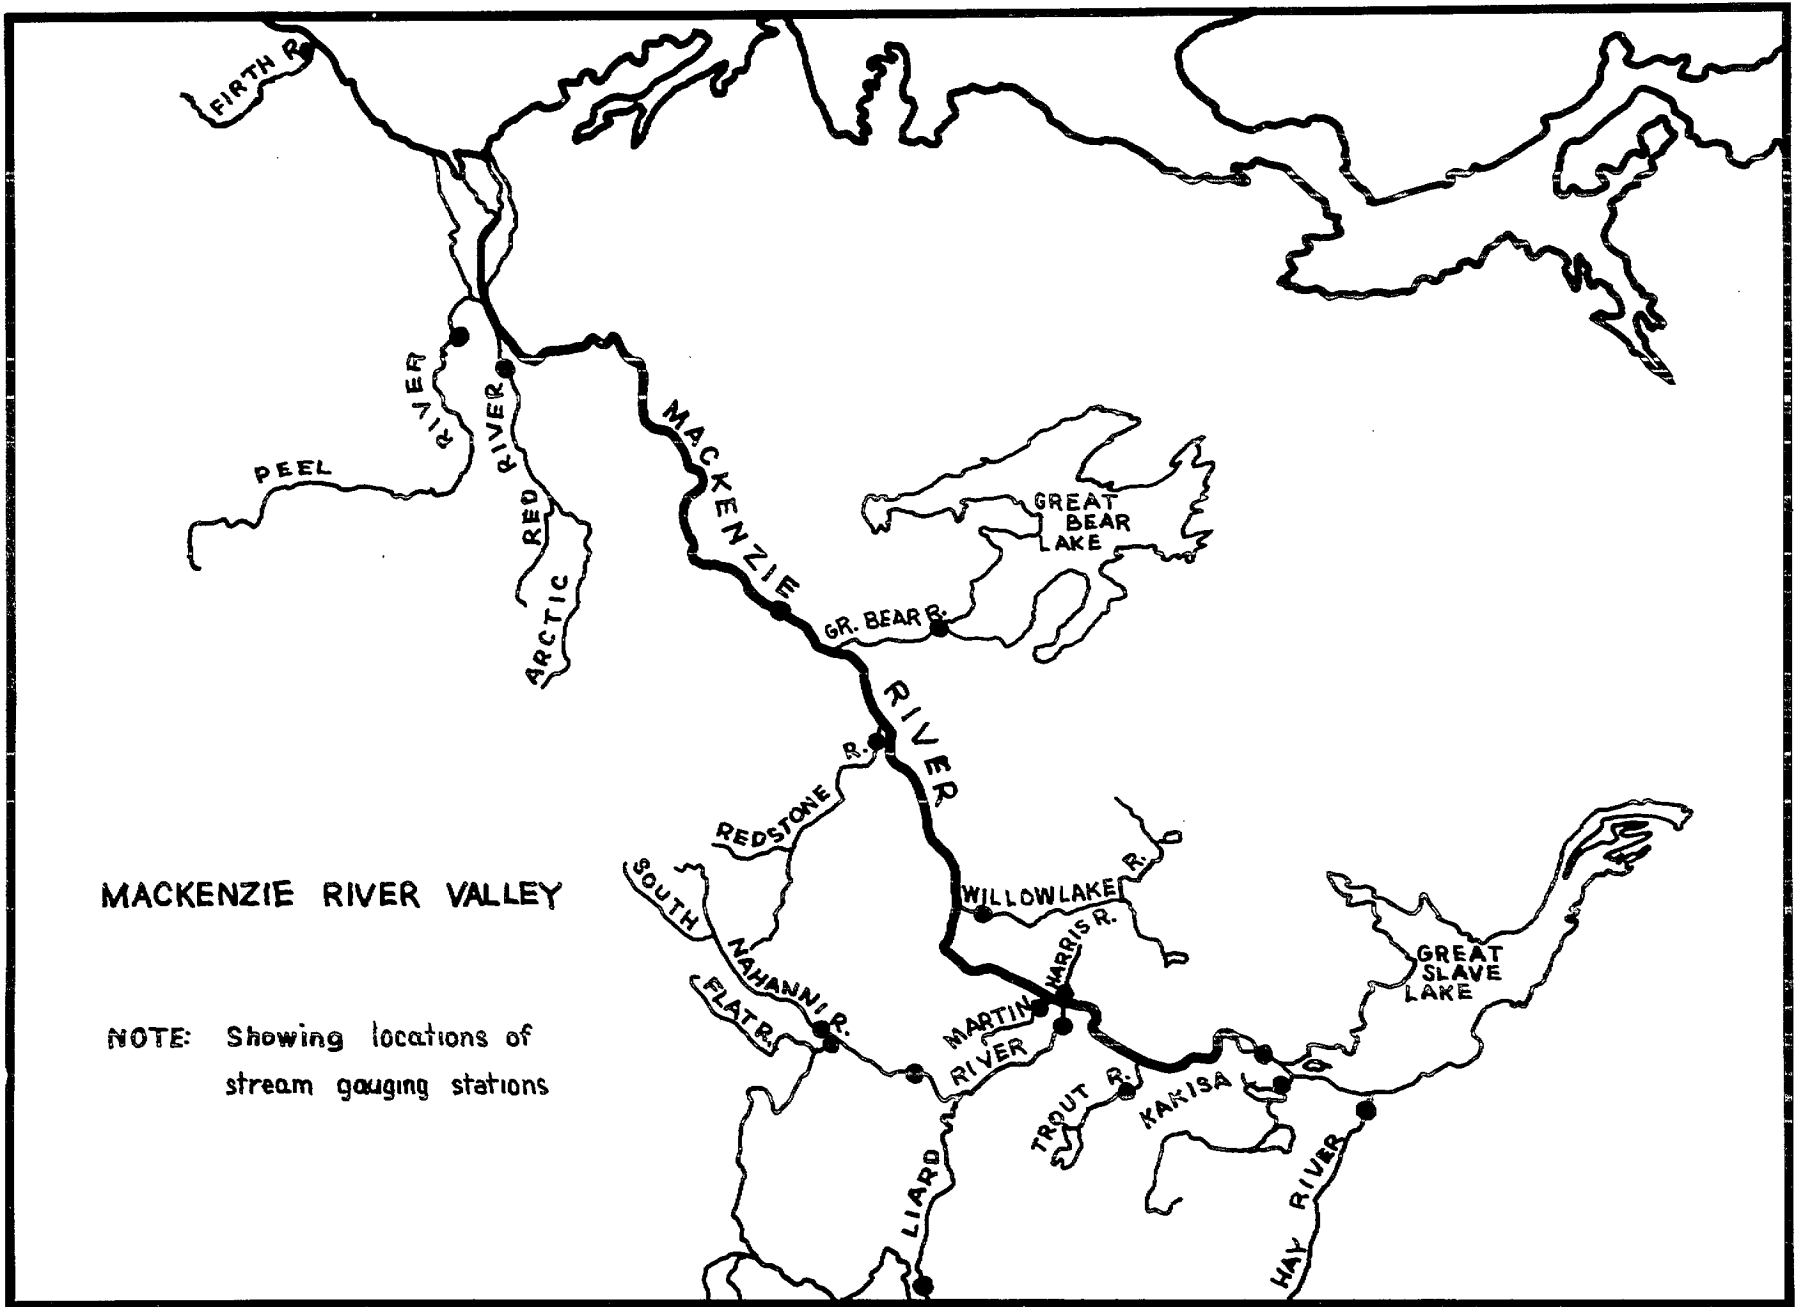 FIRTH R.
PEEL RIVER
ARCTIC RED RIVER
MACKENZIE RIVER
GREAT
BEAR
LAKE
GR. BEAR R.
REDSTONE R.
SOUTH NAHANNI R.
FLAT R.
WILLOWLAKE R.
HARRIS R.
MARTIN
LIARD RIVER
TROUT R.
KAKISA
HAY RIVER
GREAT
SLAVE
LAKE
MACKENZIE RIVER VALLEY
NOTE: Showing locations of
stream gauging stations